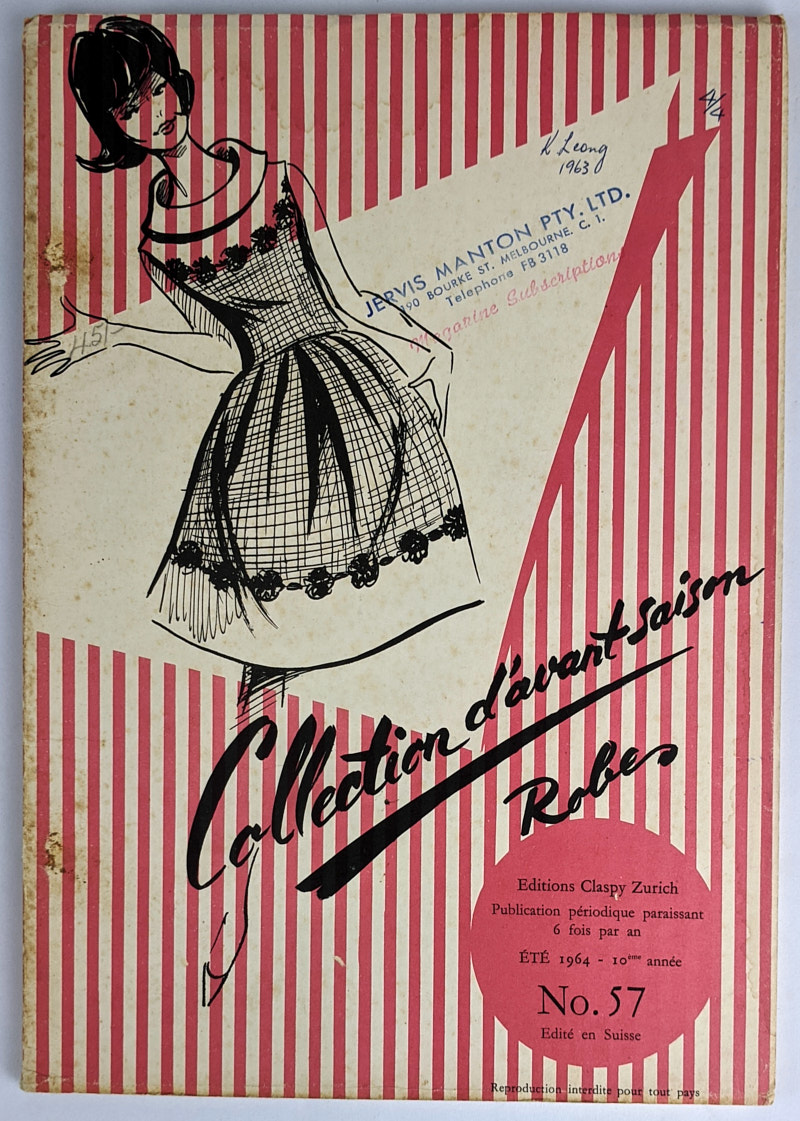 4/4
K Leong
1963
JERVIS MANTON PTY. LTD.
190 BOURKE ST. MELBOURNE. C. 1.
Telephone FB 3118
Magazine Subscriptions
45/-
Collection d'avant-saison
Robes
Editions Claspy Zurich
Publication périodique paraissant
6 fois par an
ÉTÉ 1964 - 10ème année
No. 57
Edité en Suisse
Reproduction interdite pour tout pays